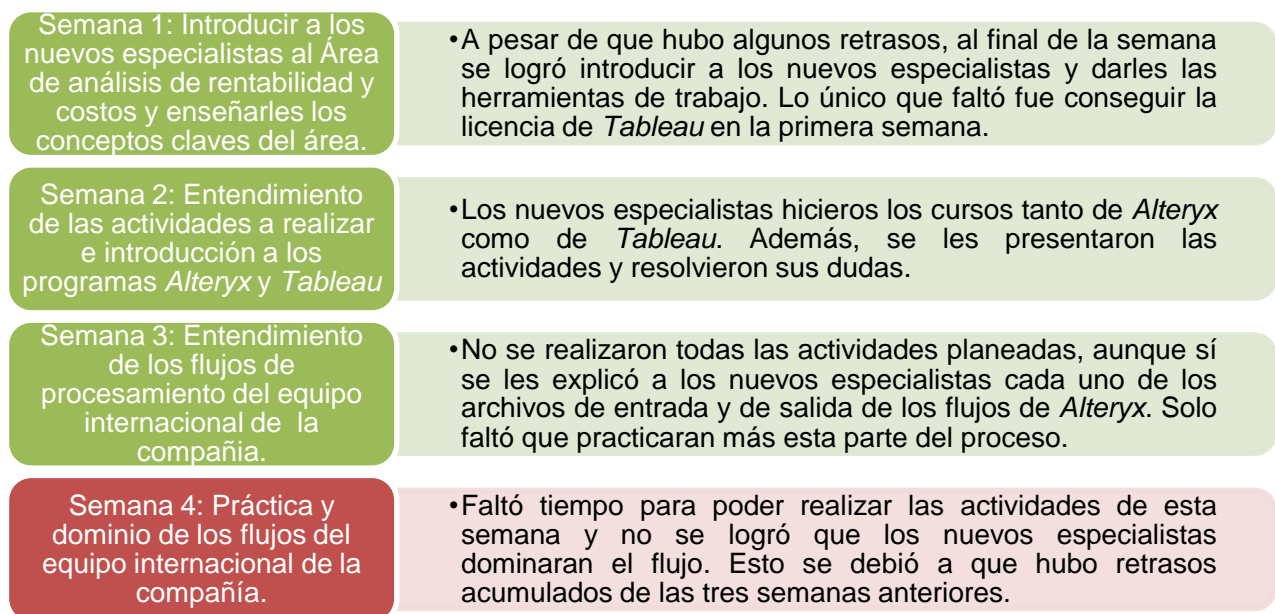 Semana 1: Introducir a los
nuevos especialistas al Área
de análisis de rentabilidad y
costos y enseñarles los
conceptos claves del área.
•A pesar de que hubo algunos retrasos, al final de la semana
se logró introducir a los nuevos especialistas y darles las
herramientas de trabajo. Lo único que faltó fue conseguir la
licencia de Tableau en la primera semana.
Semana 2: Entendimiento
de las actividades a realizar
e introducción a los
programas Alteryx y Tableau
•Los nuevos especialistas hicieros los cursos tanto de Alteryx
como de Tableau. Además, se les presentaron las
actividades y resolvieron sus dudas.
Semana 3: Entendimiento
de los flujos de
procesamiento del equipo
internacional de la
compañia.
•No se realizaron todas las actividades planeadas, aunque sí
se les explicó a los nuevos especialistas cada uno de los
archivos de entrada y de salida de los flujos de Alteryx. Solo
faltó que practicaran más esta parte del proceso.
Semana 4: Práctica y
dominio de los flujos del
equipo internacional de la
compañía.
•Faltó tiempo para poder realizar las actividades de esta
semana y no se logró que los nuevos especialistas
dominaran el flujo. Esto se debió a que hubo retrasos
acumulados de las tres semanas anteriores.